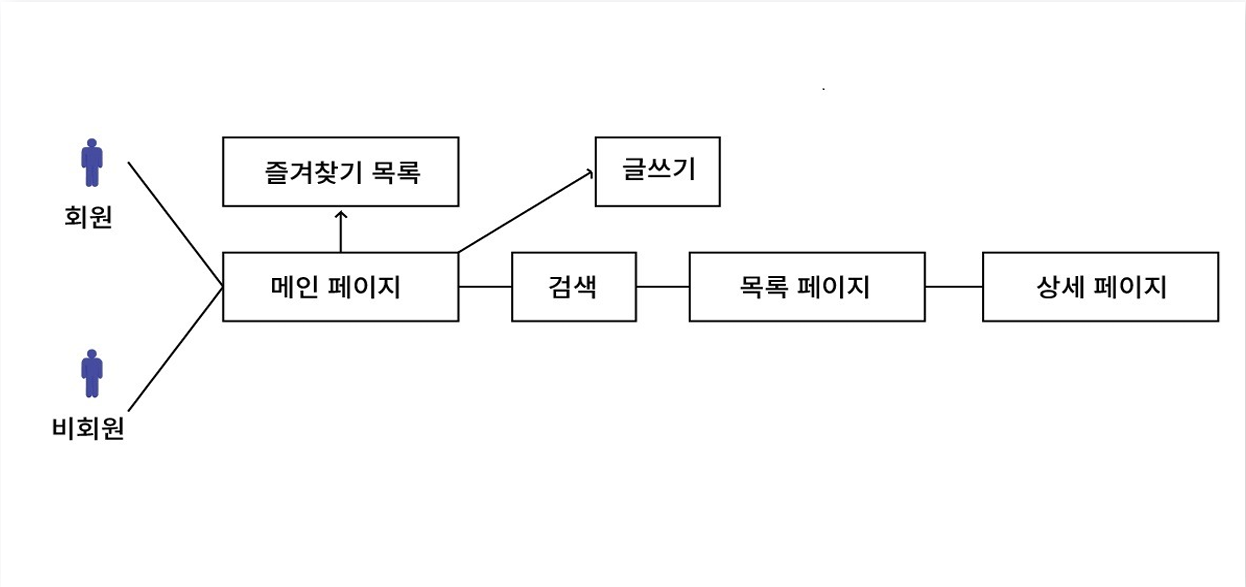 즐겨찾기 목록
글쓰기
회원
메인 페이지
검색
목록 페이지
상세 페이지
비회원